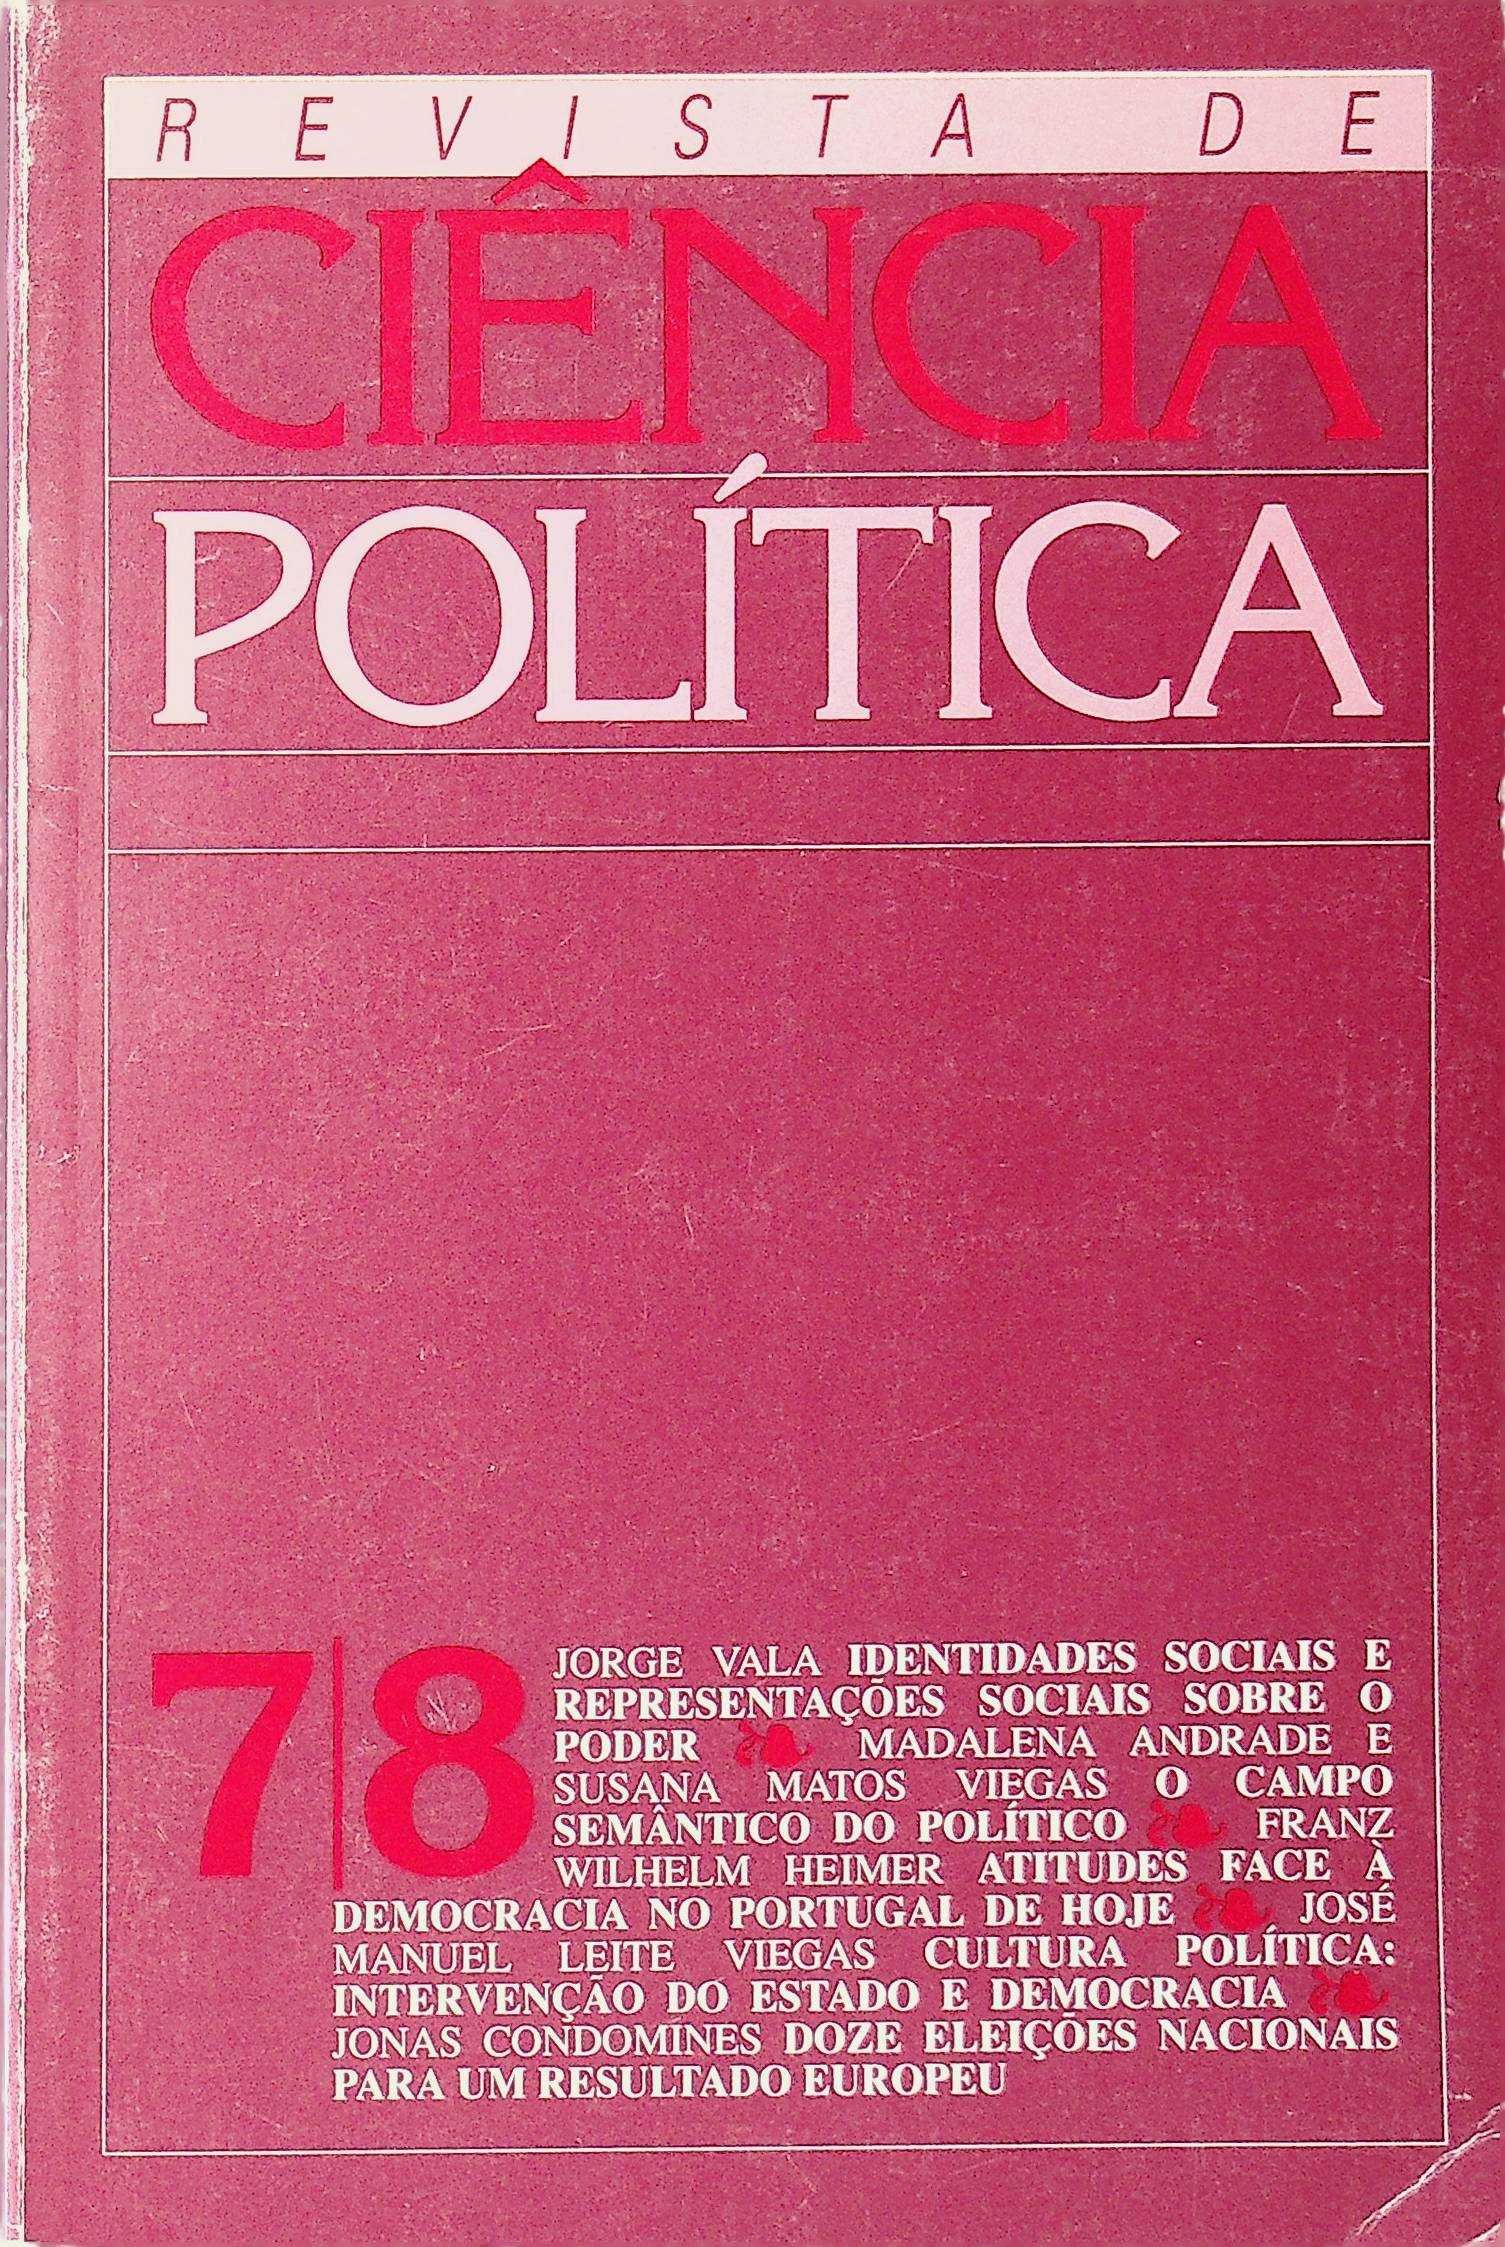 REVISTA DE
CIÊNCIA
POLÍTICA
7|8
JORGE VALA IDENTIDADES SOCIAIS E
REPRESENTAÇÕES SOCIAIS SOBRE O
PODER MADALENA ANDRADE E
SUSANA MATOS VIEGAS O CAMPO
SEMÂNTICO DO POLÍTICO FRANZ
WILHELM HEIMER ATITUDES FACE À
DEMOCRACIA NO PORTUGAL DE HOJE JOSÉ
MANUEL LEITE VIEGAS CULTURA POLÍTICA:
INTERVENÇÃO DO ESTADO E DEMOCRACIA
JONAS CONDOMINES DOZE ELEIÇÕES NACIONAIS
PARA UM RESULTADO EUROPEU